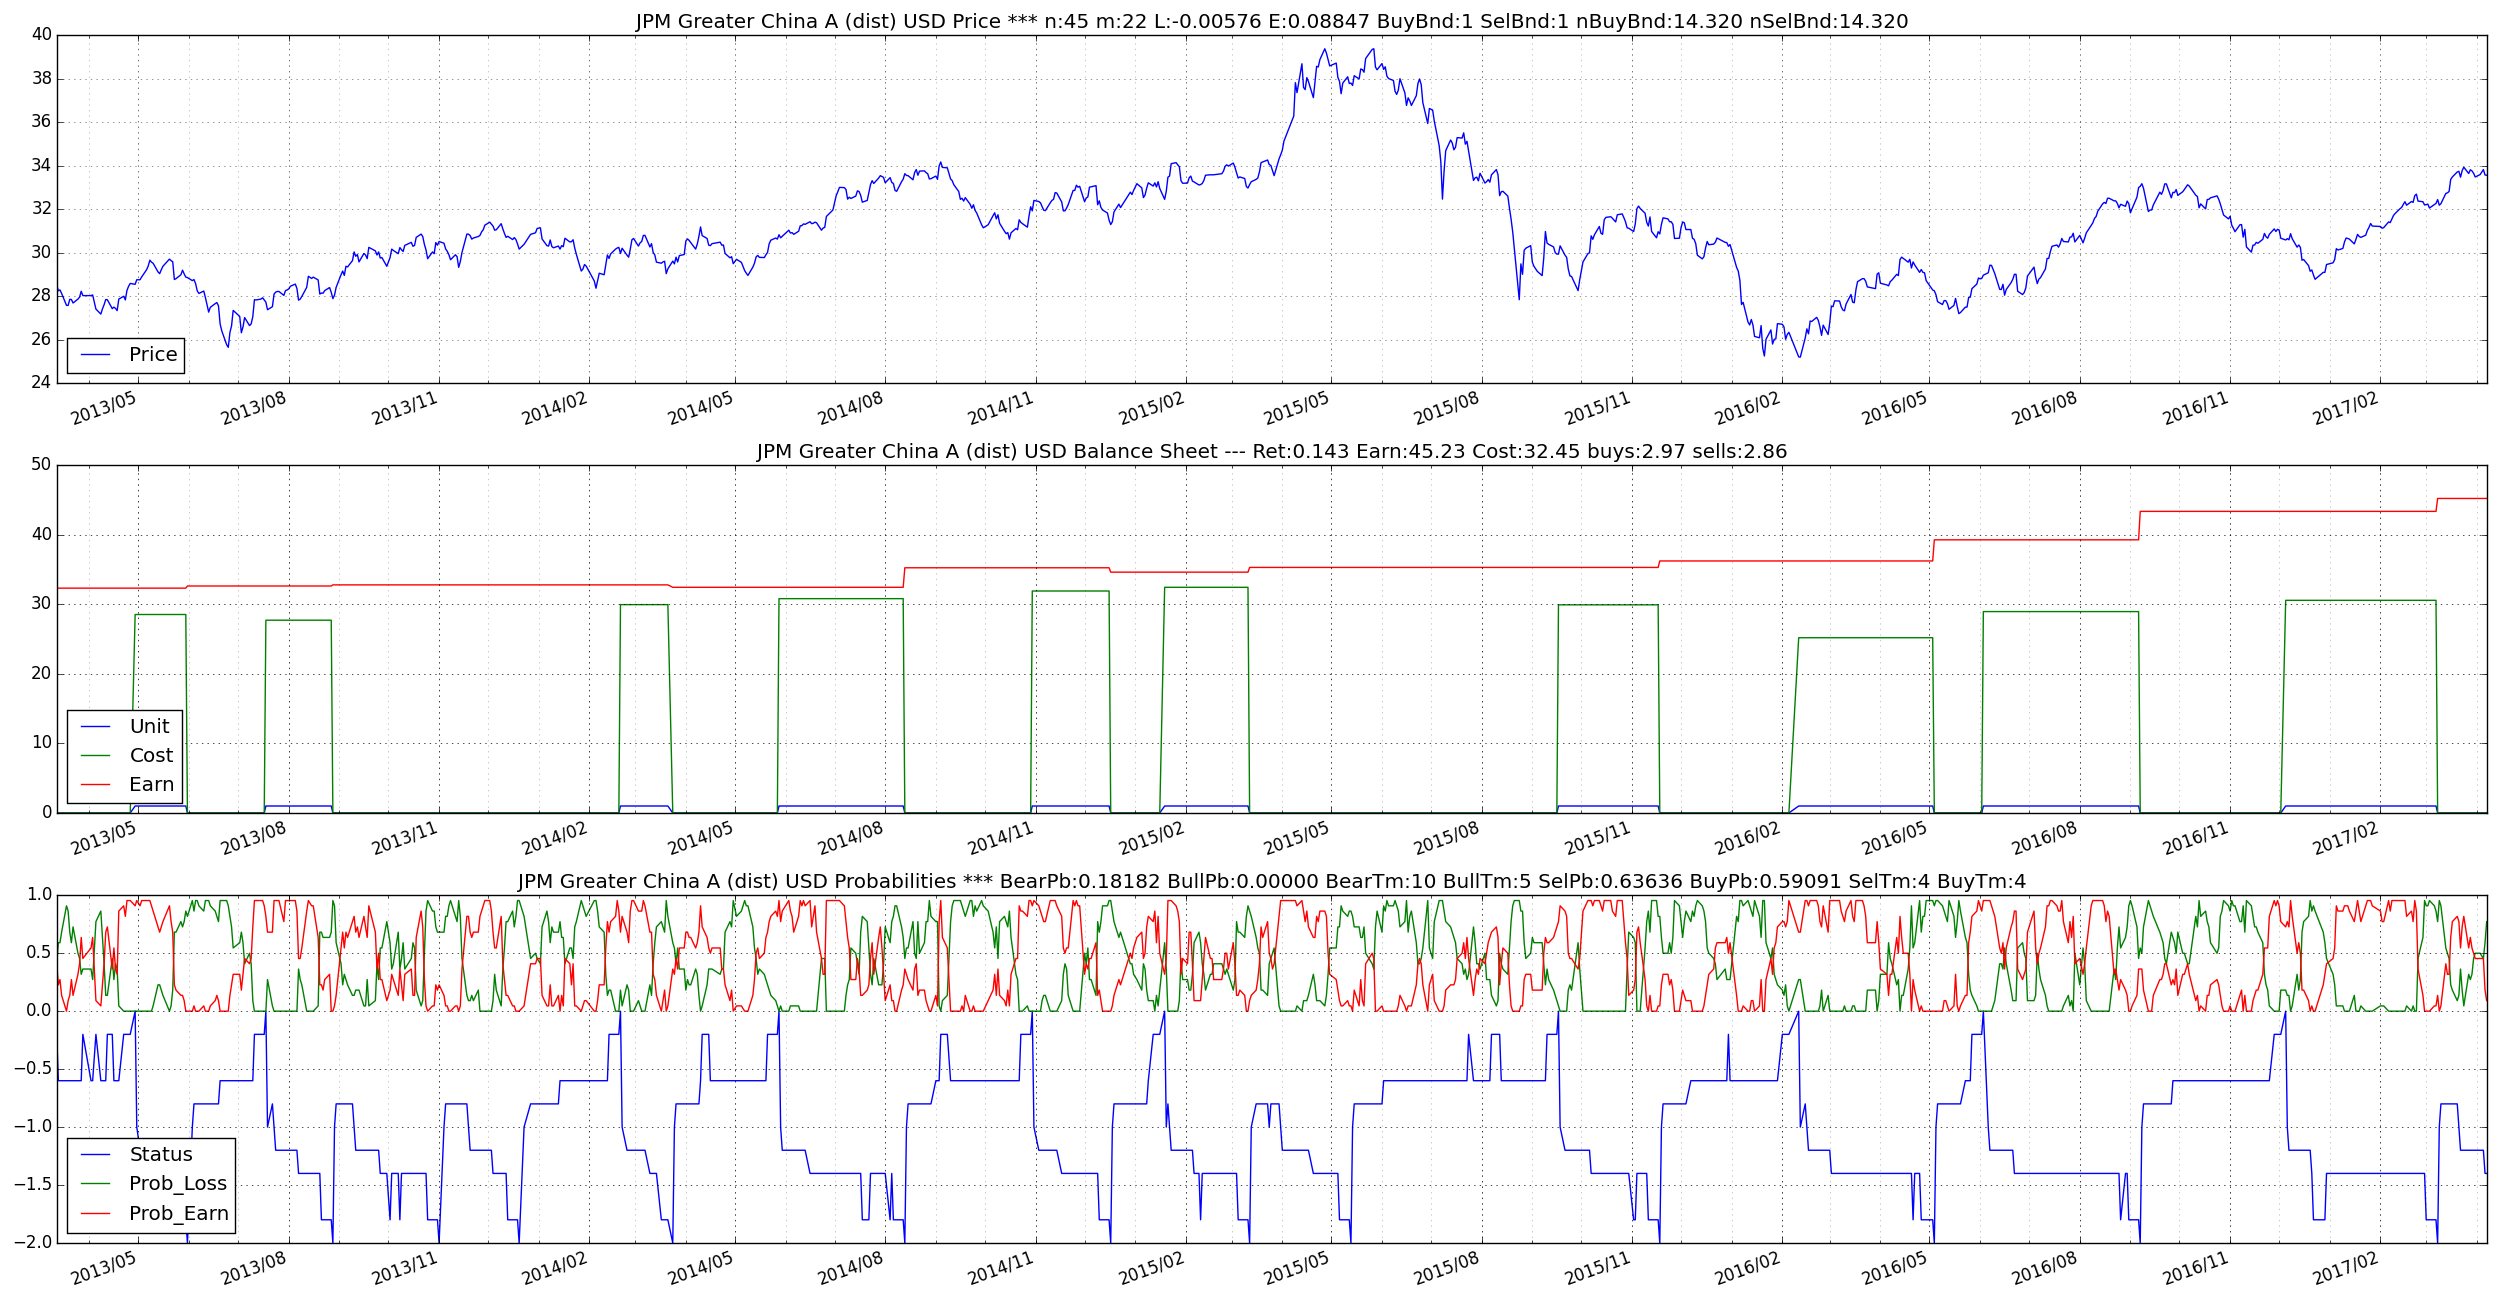 JPM Greater China A (dist) USD Price *** n:45 m:22 L:-0.00576 E:0.08847 BuyBnd:1 SelBnd:1 nBuyBnd:14.320 nSelBnd:14.320
40
38
36
34
32
30
28
26
24
Price
2013/05 2013/08 2013/11 2014/02 2014/05 2014/08 2014/11 2015/02 2015/05 2015/08 2015/11 2016/02 2016/05 2016/08 2016/11 2017/02
JPM Greater China A (dist) USD Balance Sheet --- Ret:0.143 Earn:45.23 Cost:32.45 buys:2.97 sells:2.86
50
40
30
20
10
0
Unit
Cost
Earn
2013/05 2013/08 2013/11 2014/02 2014/05 2014/08 2014/11 2015/02 2015/05 2015/08 2015/11 2016/02 2016/05 2016/08 2016/11 2017/02
JPM Greater China A (dist) USD Probabilities *** BearPb:0.18182 BullPb:0.00000 BearTm:10 BullTm:5 SelPb:0.63636 BuyPb:0.59091 SelTm:4 BuyTm:4
1.0
0.5
0.0
−0.5
−1.0
−1.5
−2.0
Status
Prob_Loss
Prob_Earn
2013/05 2013/08 2013/11 2014/02 2014/05 2014/08 2014/11 2015/02 2015/05 2015/08 2015/11 2016/02 2016/05 2016/08 2016/11 2017/02